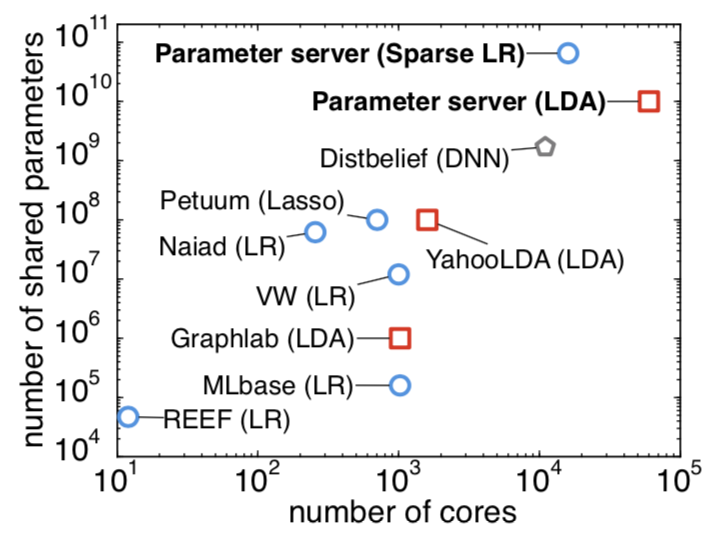 number of shared parameters
10^11
10^10
10^9
10^8
10^7
10^6
10^5
10^4
Parameter server (Sparse LR)
Parameter server (LDA)
Distbelief (DNN)
Petuum (Lasso)
Naiad (LR)
YahooLDA (LDA)
VW (LR)
Graphlab (LDA)
MLbase (LR)
REEF (LR)
10^1 10^2 10^3 10^4 10^5
number of cores